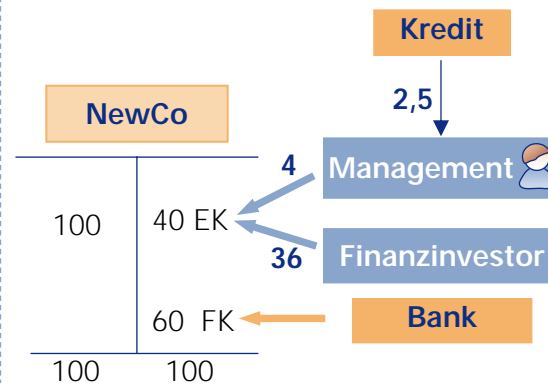 Kredit
2,5
NewCo
4
Management
100
40 EK
36
Finanzinvestor
60 FK
Bank
100
100